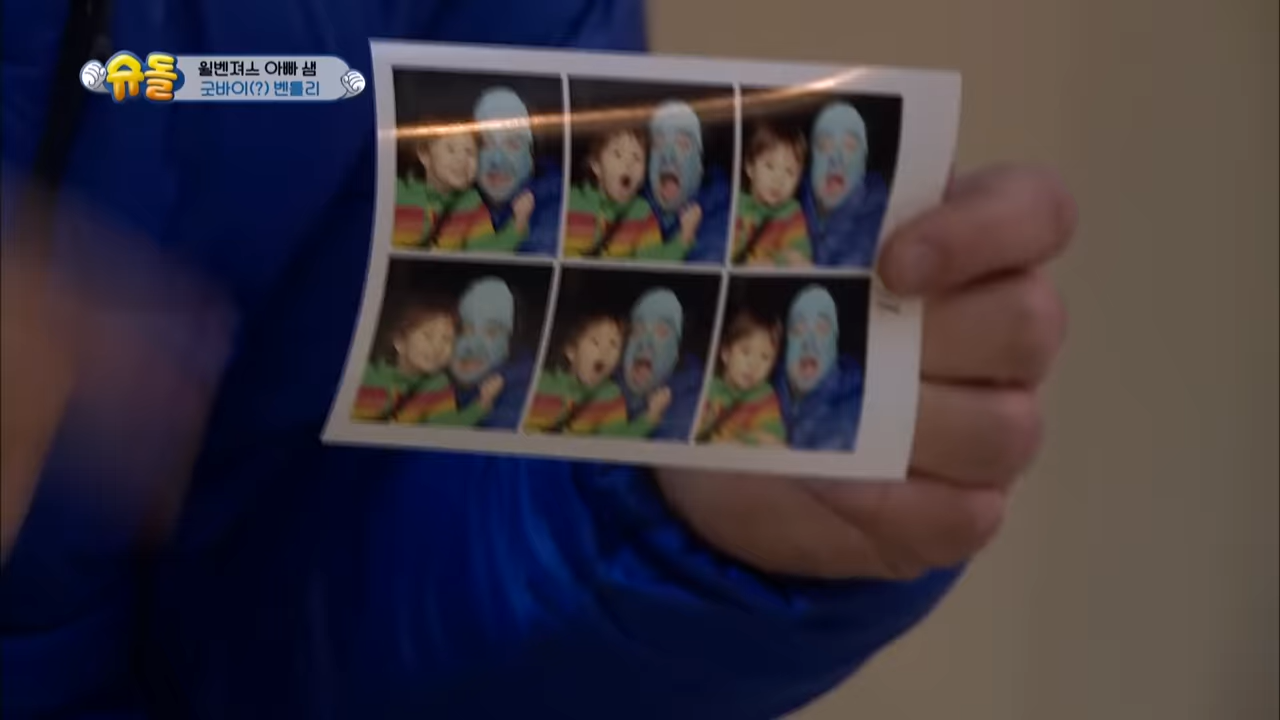 슈돌
윌벤져스 아빠 샘
굿바이(?) 벤틀리